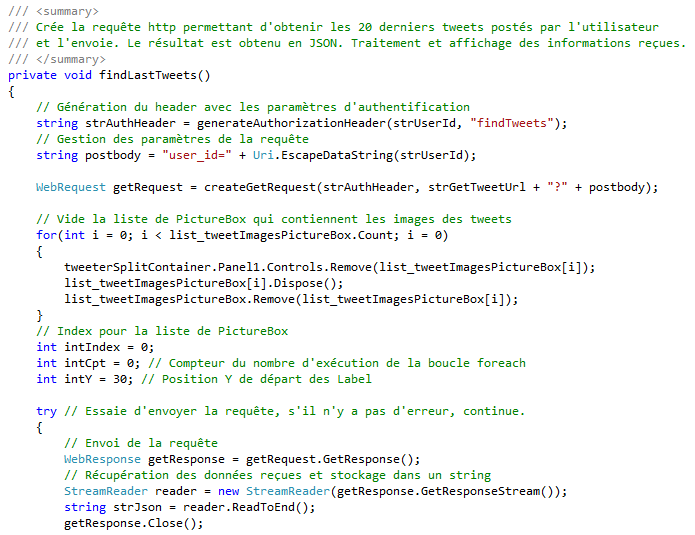 /// <summary>
/// Crée la requête http permettant d'obtenir les 20 derniers tweets postés par l'utilisateur
/// et l'envoie. Le résultat est obtenu en JSON. Traitement et affichage des informations reçues.
/// </summary>
private void findLastTweets()
{
    // Génération du header avec les paramètres d'authentification
    string strAuthHeader = generateAuthorizationHeader(strUserId, "findTweets");
    // Gestion des paramètres de la requête
    string postbody = "user_id=" + Uri.EscapeDataString(strUserId);

    WebRequest getRequest = createGetRequest(strAuthHeader, strGetTweetUrl + "?" + postbody);

    // Vide la liste de PictureBox qui contiennent les images des tweets
    for(int i = 0; i < list_tweetImagesPictureBox.Count; i = 0)
    {
        tweeterSplitContainer.Panel1.Controls.Remove(list_tweetImagesPictureBox[i]);
        list_tweetImagesPictureBox[i].Dispose();
        list_tweetImagesPictureBox.Remove(list_tweetImagesPictureBox[i]);
    }
    // Index pour la liste de PictureBox
    int intIndex = 0;
    int intCpt = 0; // Compteur du nombre d'exécution de la boucle foreach
    int intY = 30; // Position Y de départ des Label

    try // Essaie d'envoyer la requête, s'il n'y a pas d'erreur, continue.
    {
        // Envoi de la requête
        WebResponse getResponse = getRequest.GetResponse();
        // Récupération des données reçues et stockage dans un string
        StreamReader reader = new StreamReader(getResponse.GetResponseStream());
        string strJson = reader.ReadToEnd();
        getResponse.Close();